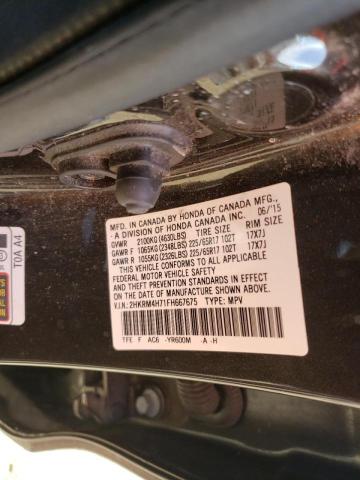 MFD. IN CANADA BY HONDA OF CANADA MFG.,
- A DIVISION OF HONDA CANADA INC. 06/15
TIRE SIZE RIM SIZE
GVWR 2100KG (4630LBS)
GAWR F 1065KG (2348LBS) 225/65R17 102T 17X7J
GAWR R 1055KG (2326LBS) 225/65R17 102T 17X7J
THIS VEHICLE CONFORMS TO ALL APPLICABLE
FEDERAL MOTOR VEHICLE SAFETY
AND THEFT PREVENTION STANDARDS IN EFFECT
ON THE DATE OF MANUFACTURE SHOWN ABOVE.
V.I.N.: 2HKRM4H71FH667675 TYPE: MPV
TFE F AC6 -YR600M -A -H
T0A A4